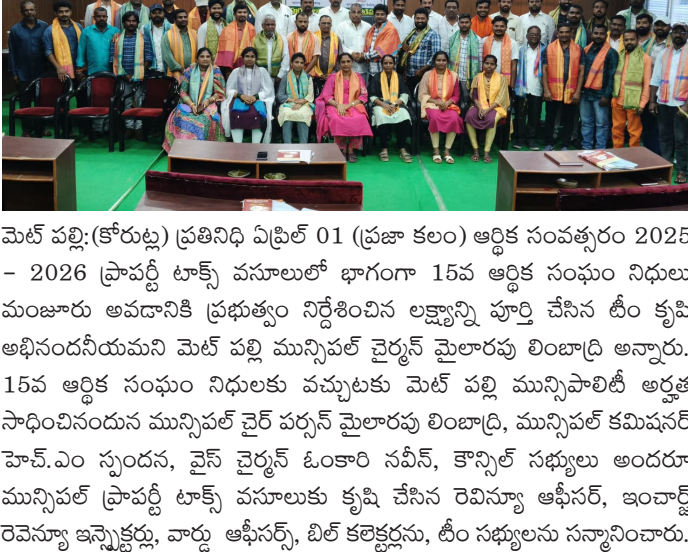 మెట్ పల్లి:(కోరుట్ల) ప్రతినిధి ఏప్రిల్ 01 (ప్రజా కలం) ఆర్థిక సంవత్సరం 2025
– 2026 ప్రాపర్టీ టాక్స్ వసూలులో భాగంగా 15వ ఆర్థిక సంఘం నిధులు
మంజూరు అవడానికి ప్రభుత్వం నిర్దేశించిన లక్ష్యాన్ని పూర్తి చేసిన టీం కృషి
అభినందనీయమని మెట్ పల్లి మున్సిపల్ చైర్మన్ మైలారపు లింబాద్రి అన్నారు.
15వ ఆర్థిక సంఘం నిధులకు వచ్చుటకు మెట్ పల్లి మున్సిపాలిటీ అర్హత
సాధించినందున మున్సిపల్ చైర్ పర్సన్ మైలారపు లింబాద్రి, మున్సిపల్ కమిషనర్
హెచ్.ఎం స్పందన, వైస్ చైర్మన్ ఓంకారి నవీన్, కౌన్సిల్ సభ్యులు అందరూ
మున్సిపల్ ప్రాపర్టీ టాక్స్ వసూలుకు కృషి చేసిన రెవిన్యూ ఆఫీసర్, ఇంచార్జ్
రెవెన్యూ ఇన్స్పెక్టర్లు, వార్డు ఆఫీసర్స్, బిల్ కలెక్టర్లను, టీం సభ్యులను సన్మానించారు.